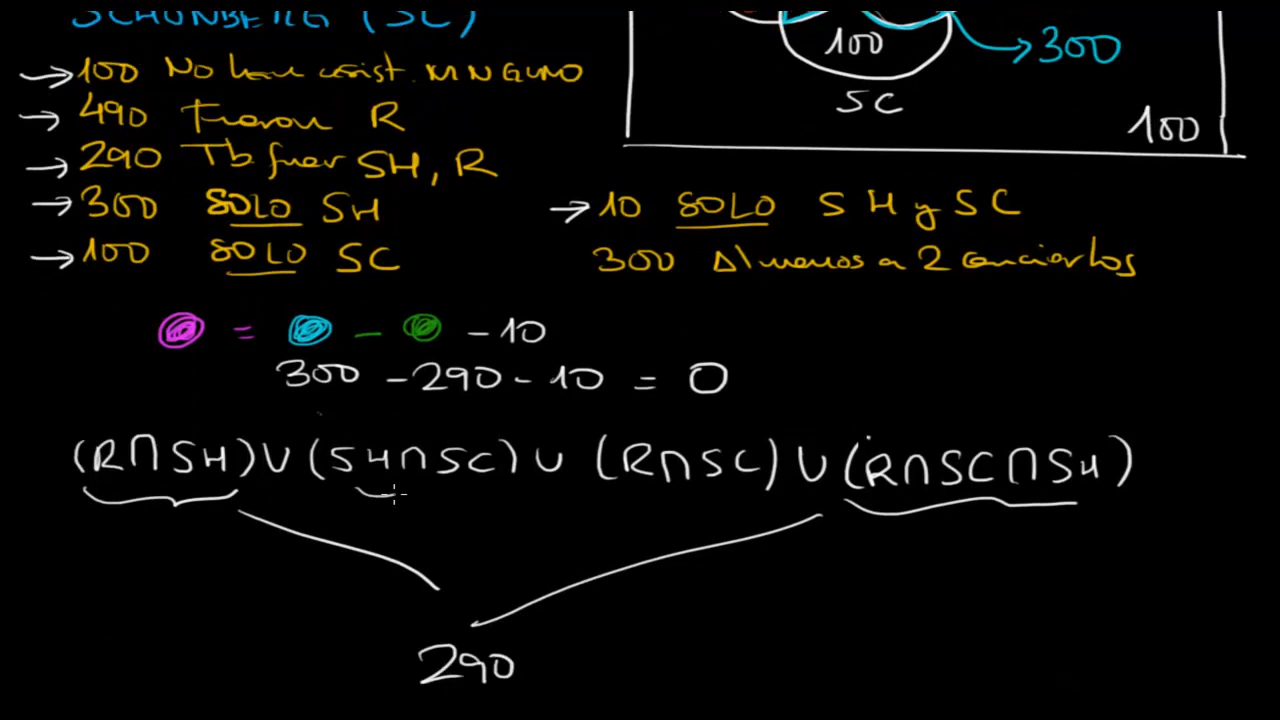 SCHÖNBERG (SC)
100
300
SC
100
→100 No han asist. NINGUNO
→490 Fueron R
→290 Tb fuer SH, R
→300 SOLO SH
→100 SOLO SC
→10 SOLO SH y SC
300 Al menos a 2 conciertos
= - -10
300 -290 -10 = 0
(R∩SH)∪(SH∩SC)∪(R∩SC)∪(R∩SC∩SH)
290